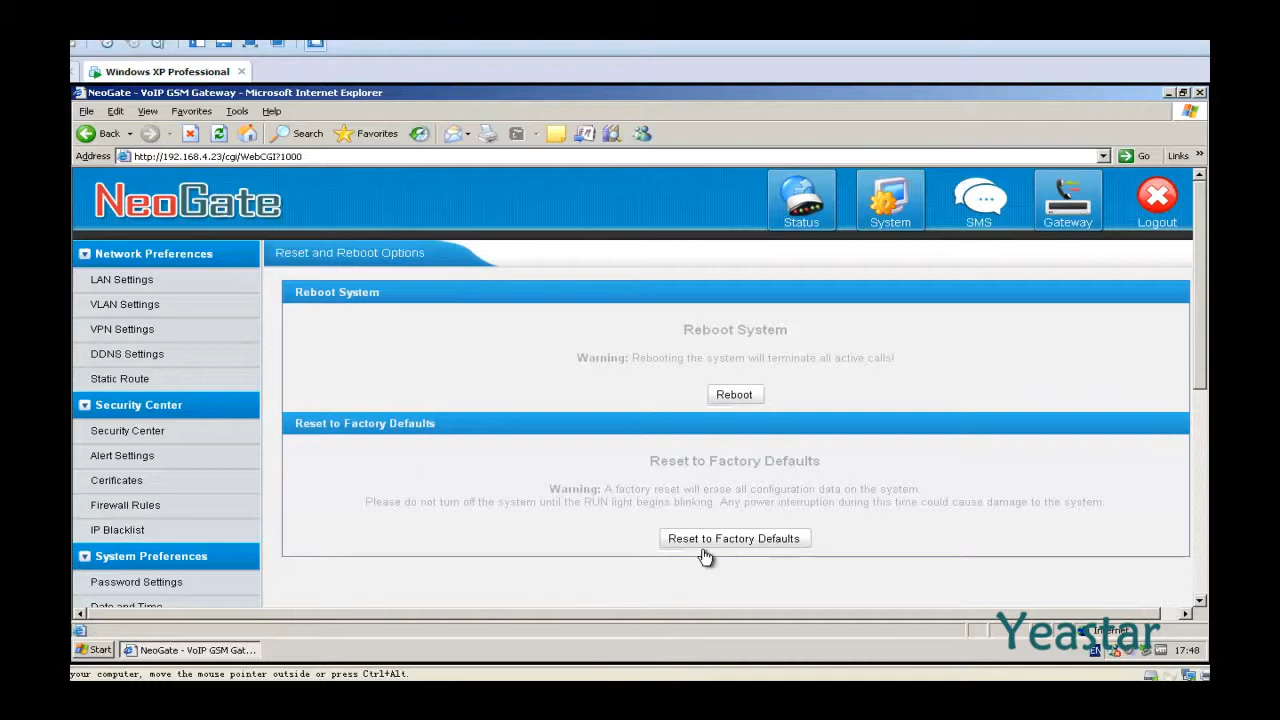 Windows XP Professional
NeoGate - VoIP GSM Gateway - Microsoft Internet Explorer
File Edit View Favorites Tools Help
Back Search Favorites
Address http://192.168.4.23/cgi/WebCGI?1000 Go Links »
NeoGate
Status System SMS Gateway Logout
Network Preferences
LAN Settings
VLAN Settings
VPN Settings
DDNS Settings
Static Route
Security Center
Security Center
Alert Settings
Cerificates
Firewall Rules
IP Blacklist
System Preferences
Password Settings
Date and Time
Reset and Reboot Options
Reboot System
Reboot System
Warning: Rebooting the system will terminate all active calls!
Reboot
Reset to Factory Defaults
Reset to Factory Defaults
Warning: A factory reset will erase all configuration data on the system.
Please do not turn off the system until the RUN light begins blinking. Any power interruption during this time could cause damage to the system.
Reset to Factory Defaults
Internet
Yeastar
Start NeoGate - VoIP GSM Gat... EN 17:48
your computer, move the mouse pointer outside or press Ctrl+Alt.